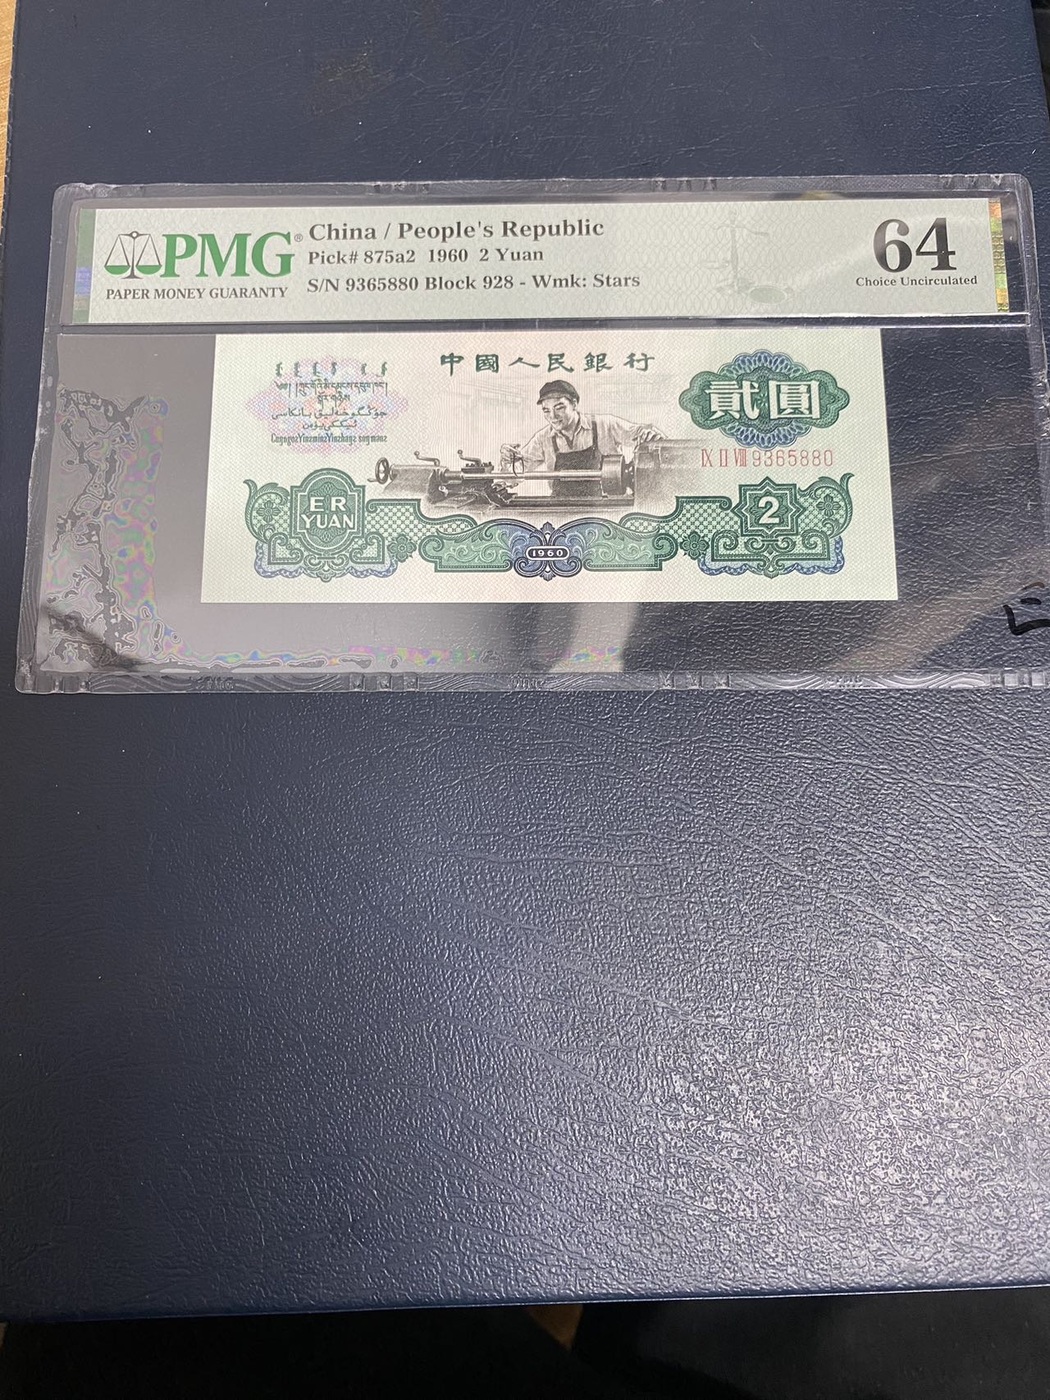 PMG®
PAPER MONEY GUARANTY
China / People's Republic
Pick# 875a2 1960 2 Yuan
S/N 9365880 Block 928 - Wmk: Stars
64
Choice Uncirculated
中國人民銀行
貳圓
IX II VIII 9365880
ER
YUAN
1960
2